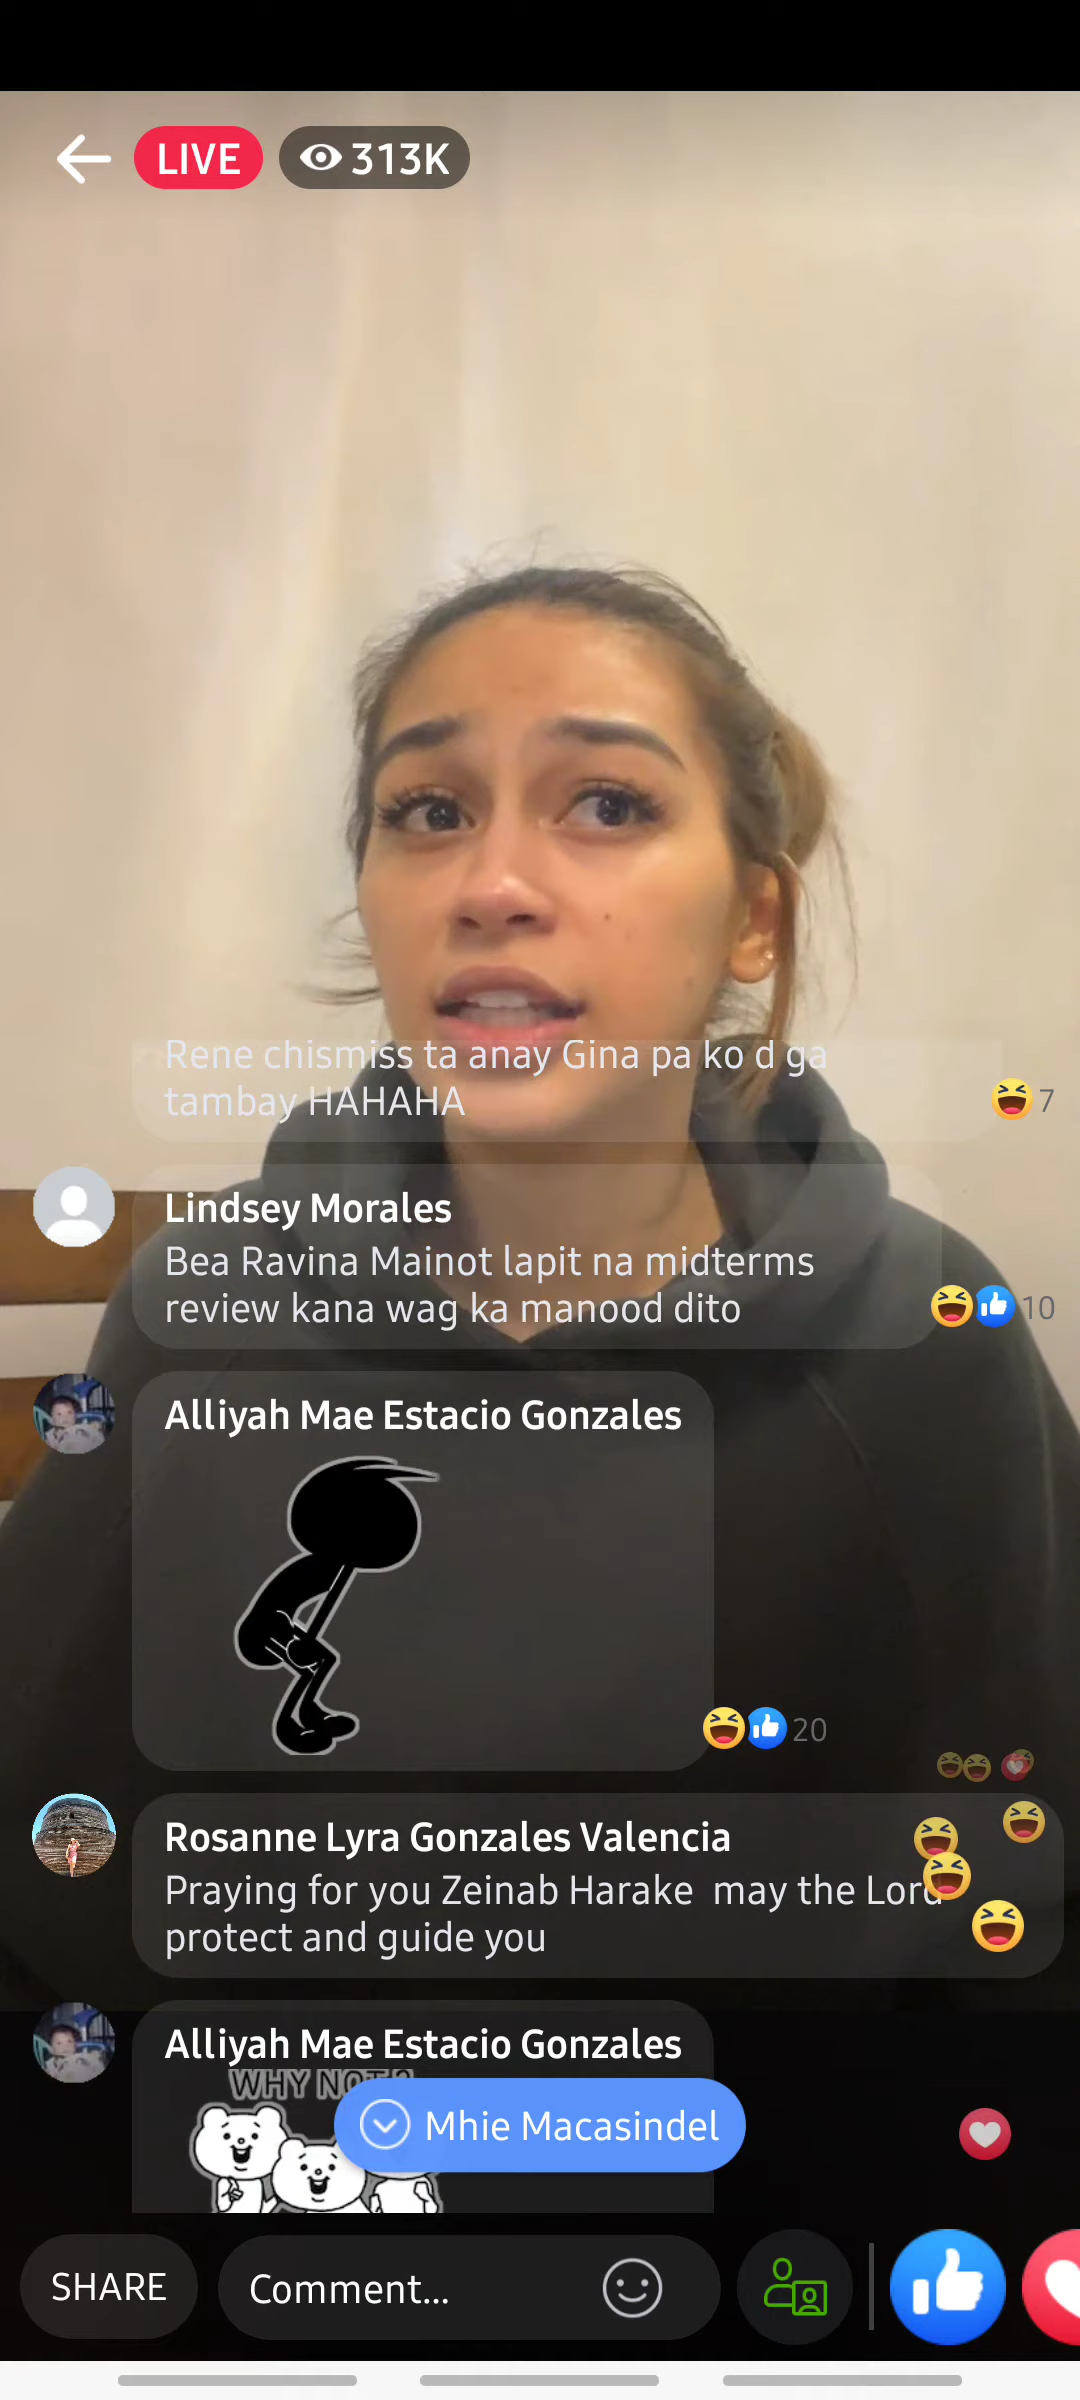 LIVE
313K
Rene chismiss ta anay Gina pa ko d ga
tambay HAHAHA
7
Lindsey Morales
Bea Ravina Mainot lapit na midterms
review kana wag ka manood dito
10
Alliyah Mae Estacio Gonzales
20
Rosanne Lyra Gonzales Valencia
Praying for you Zeinab Harake  may the Lord
protect and guide you
Alliyah Mae Estacio Gonzales
WHY NOT?
Mhie Macasindel
SHARE
Comment...